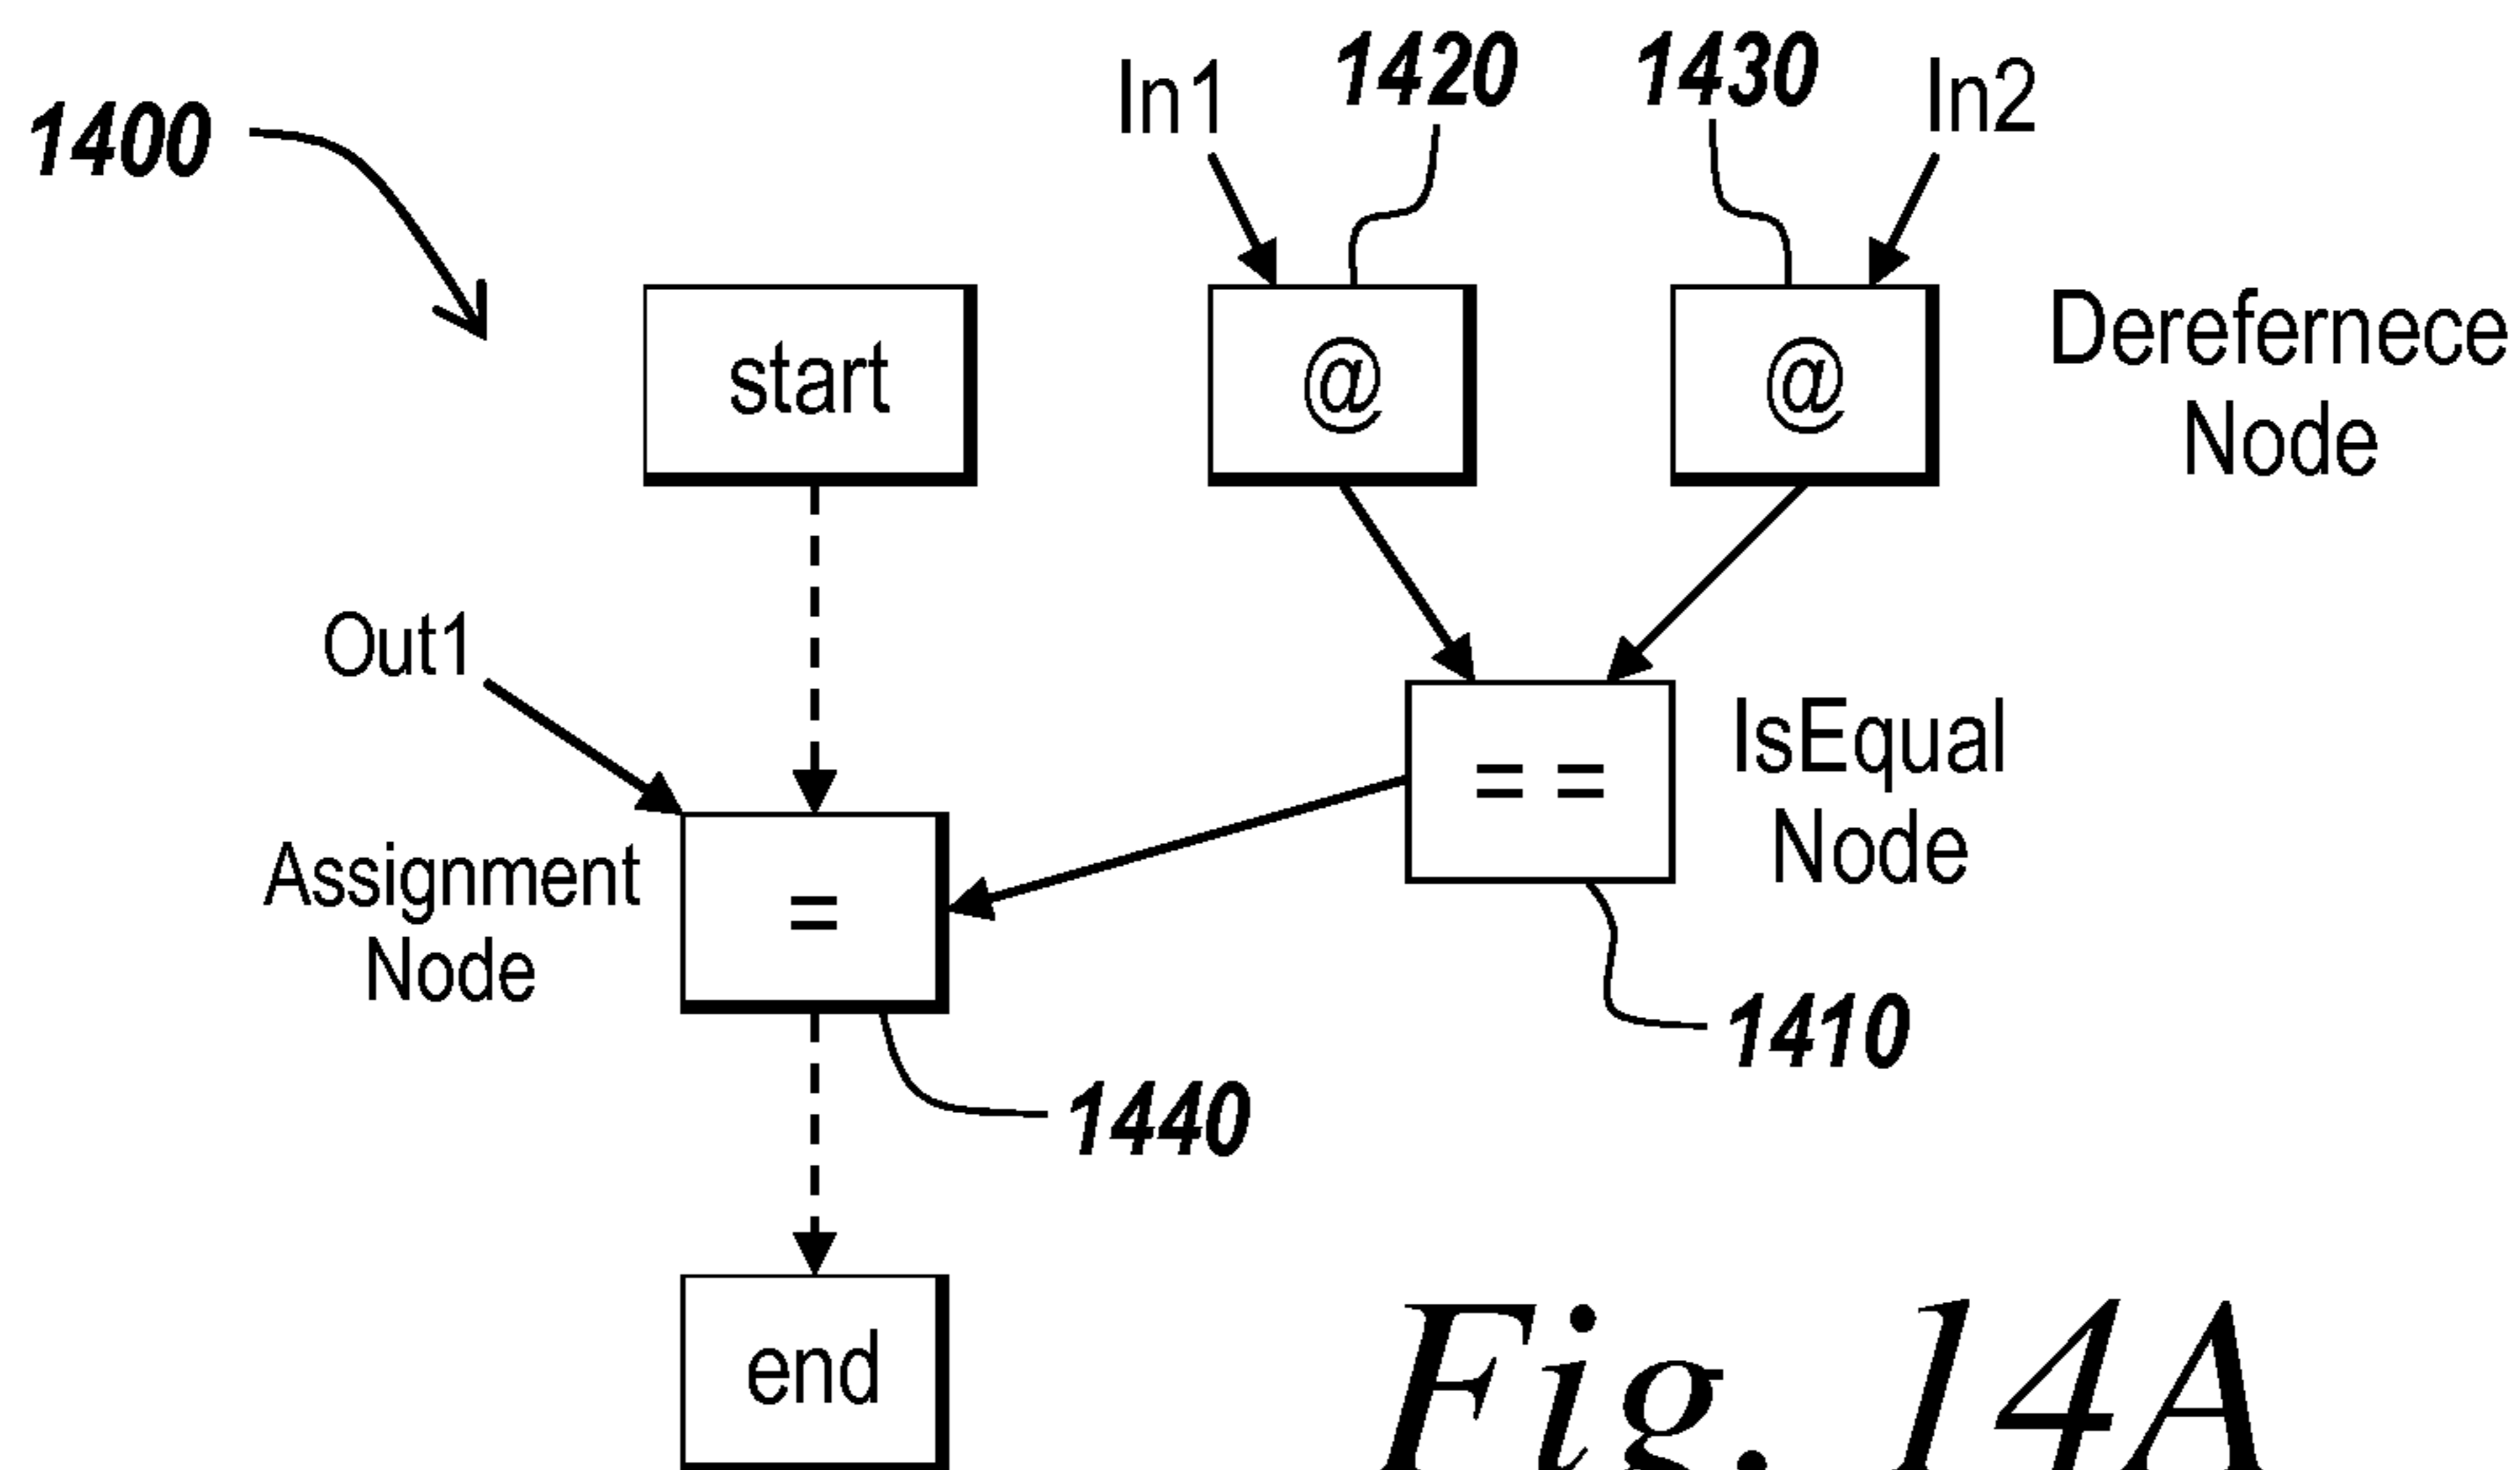 1400
In1
1420
1430
In2
start
@
@
Derefernece
Node
Out1
= =
IsEqual
Node
Assignment
Node
=
1410
1440
end
Fig. 14A